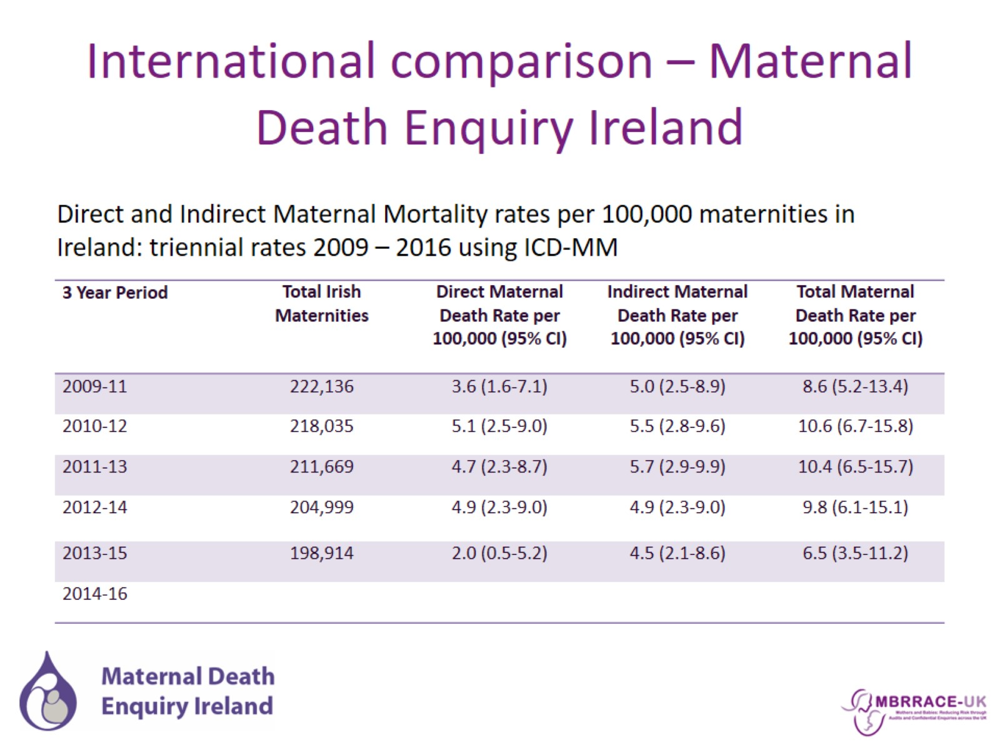 International comparison – Maternal
Death Enquiry Ireland
Direct and Indirect Maternal Mortality rates per 100,000 maternities in
Ireland: triennial rates 2009 – 2016 using ICD-MM
3 Year Period Total Irish Maternities Direct Maternal Death Rate per 100,000 (95% CI) Indirect Maternal Death Rate per 100,000 (95% CI) Total Maternal Death Rate per 100,000 (95% CI)
2009-11 222,136 3.6 (1.6-7.1) 5.0 (2.5-8.9) 8.6 (5.2-13.4)
2010-12 218,035 5.1 (2.5-9.0) 5.5 (2.8-9.6) 10.6 (6.7-15.8)
2011-13 211,669 4.7 (2.3-8.7) 5.7 (2.9-9.9) 10.4 (6.5-15.7)
2012-14 204,999 4.9 (2.3-9.0) 4.9 (2.3-9.0) 9.8 (6.1-15.1)
2013-15 198,914 2.0 (0.5-5.2) 4.5 (2.1-8.6) 6.5 (3.5-11.2)
2014-16
Maternal Death
Enquiry Ireland
MBRRACE-UK
Mothers and Babies: Reducing Risk through
Audits and Confidential Enquiries across the UK